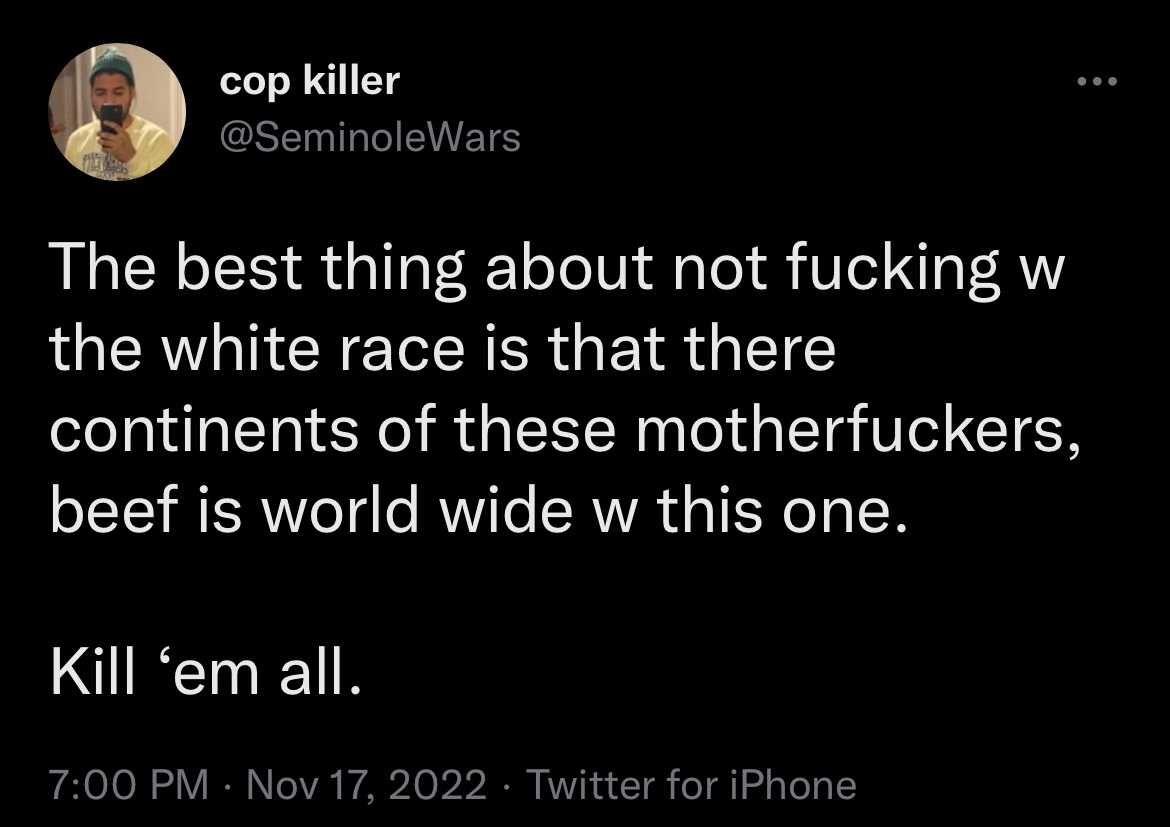 cop killer
@SeminoleWars
The best thing about not fucking w
the white race is that there
continents of these motherfuckers,
beef is world wide w this one.
Kill ‘em all.
7:00 PM · Nov 17, 2022 · Twitter for iPhone